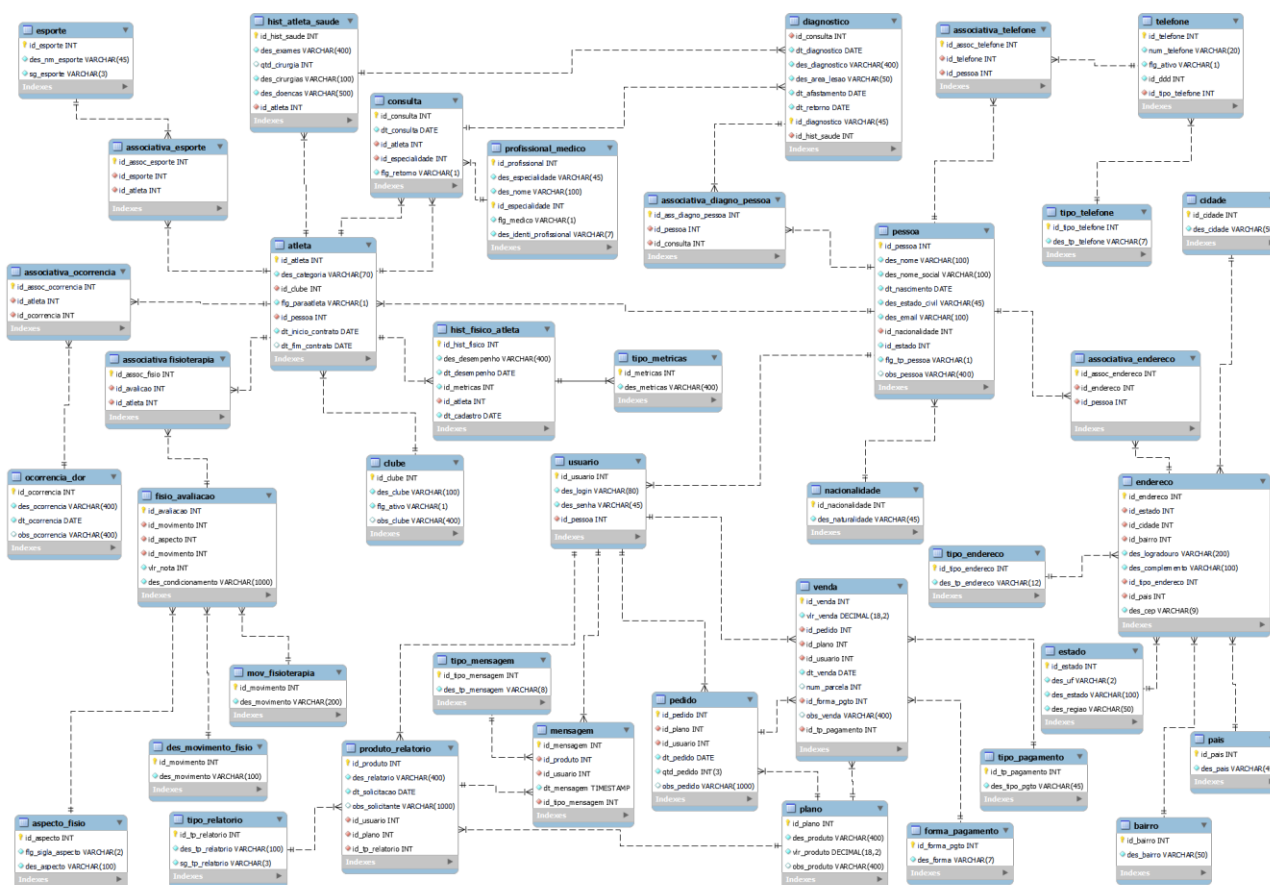 esporte
id_esporte INT
des_nm_esporte VARCHAR(45)
sg_esporte VARCHAR(3)
Indexes
hist_atleta_saude
id_hist_saude INT
des_exames VARCHAR(400)
qtd_cirurgia INT
des_cirurgias VARCHAR(100)
des_doencas VARCHAR(500)
id_atleta INT
Indexes
diagnostico
id_consulta INT
dt_diagnostico DATE
des_diagnostico VARCHAR(400)
des_area_lesao VARCHAR(50)
dt_afastamento DATE
dt_retorno DATE
id_diagnostico VARCHAR(45)
id_hist_saude INT
Indexes
associativa_telefone
id_assoc_telefone INT
id_telefone INT
id_pessoa INT
Indexes
telefone
id_telefone INT
num_telefone VARCHAR(20)
flg_ativo VARCHAR(1)
id_ddd INT
id_tipo_telefone INT
Indexes
consulta
id_consulta INT
dt_consulta DATE
id_atleta INT
id_especialidade INT
flg_retorno VARCHAR(1)
Indexes
profissional_medico
id_profissional INT
des_especialidade VARCHAR(45)
des_nome VARCHAR(100)
id_especialidade INT
flg_medico VARCHAR(1)
des_identi_profissional VARCHAR(7)
Indexes
associativa_esporte
id_assoc_esporte INT
id_esporte INT
id_atleta INT
Indexes
associativa_diagno_pessoa
id_ass_diagno_pessoa INT
id_pessoa INT
id_consulta INT
Indexes
tipo_telefone
id_tipo_telefone INT
des_tp_telefone VARCHAR(7)
Indexes
cidade
id_cidade INT
Indexes
atleta
id_atleta INT
des_categoria VARCHAR(70)
id_clube INT
flg_paraatleta VARCHAR(1)
id_pessoa INT
dt_inicio_contrato DATE
dt_fim_contrato DATE
Indexes
pessoa
id_pessoa INT
des_nome VARCHAR(100)
des_nome_social VARCHAR(100)
dt_nascimento DATE
des_estado_civil VARCHAR(45)
des_email VARCHAR(100)
id_nacionalidade INT
id_estado INT
flg_tp_pessoa VARCHAR(1)
obs_pessoa VARCHAR(400)
Indexes
associativa_ocorrencia
id_assoc_ocorrencia INT
id_atleta INT
id_ocorrencia INT
Indexes
hist_fisico_atleta
id_hist_fisico INT
des_desempenho VARCHAR(400)
dt_desempenho DATE
id_metricas INT
id_atleta INT
dt_cadastro DATE
Indexes
tipo_metricas
id_metricas INT
des_metricas VARCHAR(400)
Indexes
associativa fisioterapia
id_assoc_fisio INT
id_avalicao INT
id_atleta INT
Indexes
associativa_endereco
id_assoc_endereco INT
id_endereco INT
id_pessoa INT
Indexes
ocorrencia_dor
id_ocorrencia INT
des_ocorrencia VARCHAR(400)
dt_ocorrencia DATE
obs_ocorrencia VARCHAR(400)
Indexes
fisio_avaliacao
id_avaliacao INT
id_movimento INT
id_aspecto INT
id_movimento INT
vlr_nota INT
des_condicionamento VARCHAR(1000)
Indexes
clube
id_clube INT
des_clube VARCHAR(100)
flg_ativo VARCHAR(1)
obs_clube VARCHAR(400)
Indexes
usuario
id_usuario INT
des_login VARCHAR(80)
des_senha VARCHAR(45)
id_pessoa INT
Indexes
nacionalidade
id_nacionalidade INT
des_naturalidade VARCHAR(45)
Indexes
endereco
id_endereco INT
id_estado INT
id_cidade INT
id_bairro INT
des_logradouro VARCHAR(200)
des_complemento VARCHAR(100)
id_tipo_endereco INT
id_pais INT
des_cep VARCHAR(9)
Indexes
tipo_endereco
id_tipo_endereco INT
des_tp_endereco VARCHAR(12)
Indexes
venda
id_venda INT
vlr_venda DECIMAL(18,2)
id_pedido INT
id_plano INT
id_usuario INT
dt_venda DATE
num_parcela INT
id_forma_pgto INT
obs_venda VARCHAR(400)
id_tp_pagamento INT
Indexes
mov_fisioterapia
id_movimento INT
des_movimento VARCHAR(200)
Indexes
tipo_mensagem
id_tipo_mensagem INT
des_tp_mensagem VARCHAR(8)
Indexes
estado
id_estado INT
des_uf VARCHAR(2)
des_estado VARCHAR(100)
des_regiao VARCHAR(50)
Indexes
pedido
id_pedido INT
id_plano INT
id_usuario INT
dt_pedido DATE
qtd_pedido INT(3)
obs_pedido VARCHAR(1000)
Indexes
mensagem
id_mensagem INT
id_produto INT
id_usuario INT
dt_mensagem TIMESTAMP
id_tipo_mensagem INT
Indexes
des_movimento_fisio
id_movimento INT
des_movimento VARCHAR(100)
Indexes
produto_relatorio
id_produto INT
des_relatorio VARCHAR(400)
dt_solicitacao DATE
obs_solicitante VARCHAR(1000)
id_usuario INT
id_plano INT
id_tp_relatorio INT
Indexes
tipo_pagamento
id_tp_pagamento INT
des_tipo_pgto VARCHAR(45)
Indexes
pais
id_pais INT
Indexes
aspecto_fisio
id_aspecto INT
flg_sigla_aspecto VARCHAR(2)
des_aspecto VARCHAR(100)
Indexes
tipo_relatorio
id_tp_relatorio INT
des_tp_relatorio VARCHAR(100)
sg_tp_relatorio VARCHAR(3)
Indexes
plano
id_plano INT
des_produto VARCHAR(400)
vlr_produto DECIMAL(18,2)
obs_produto VARCHAR(400)
Indexes
forma_pagamento
id_forma_pgto INT
des_forma VARCHAR(7)
Indexes
bairro
id_bairro INT
des_bairro VARCHAR(50)
Indexes